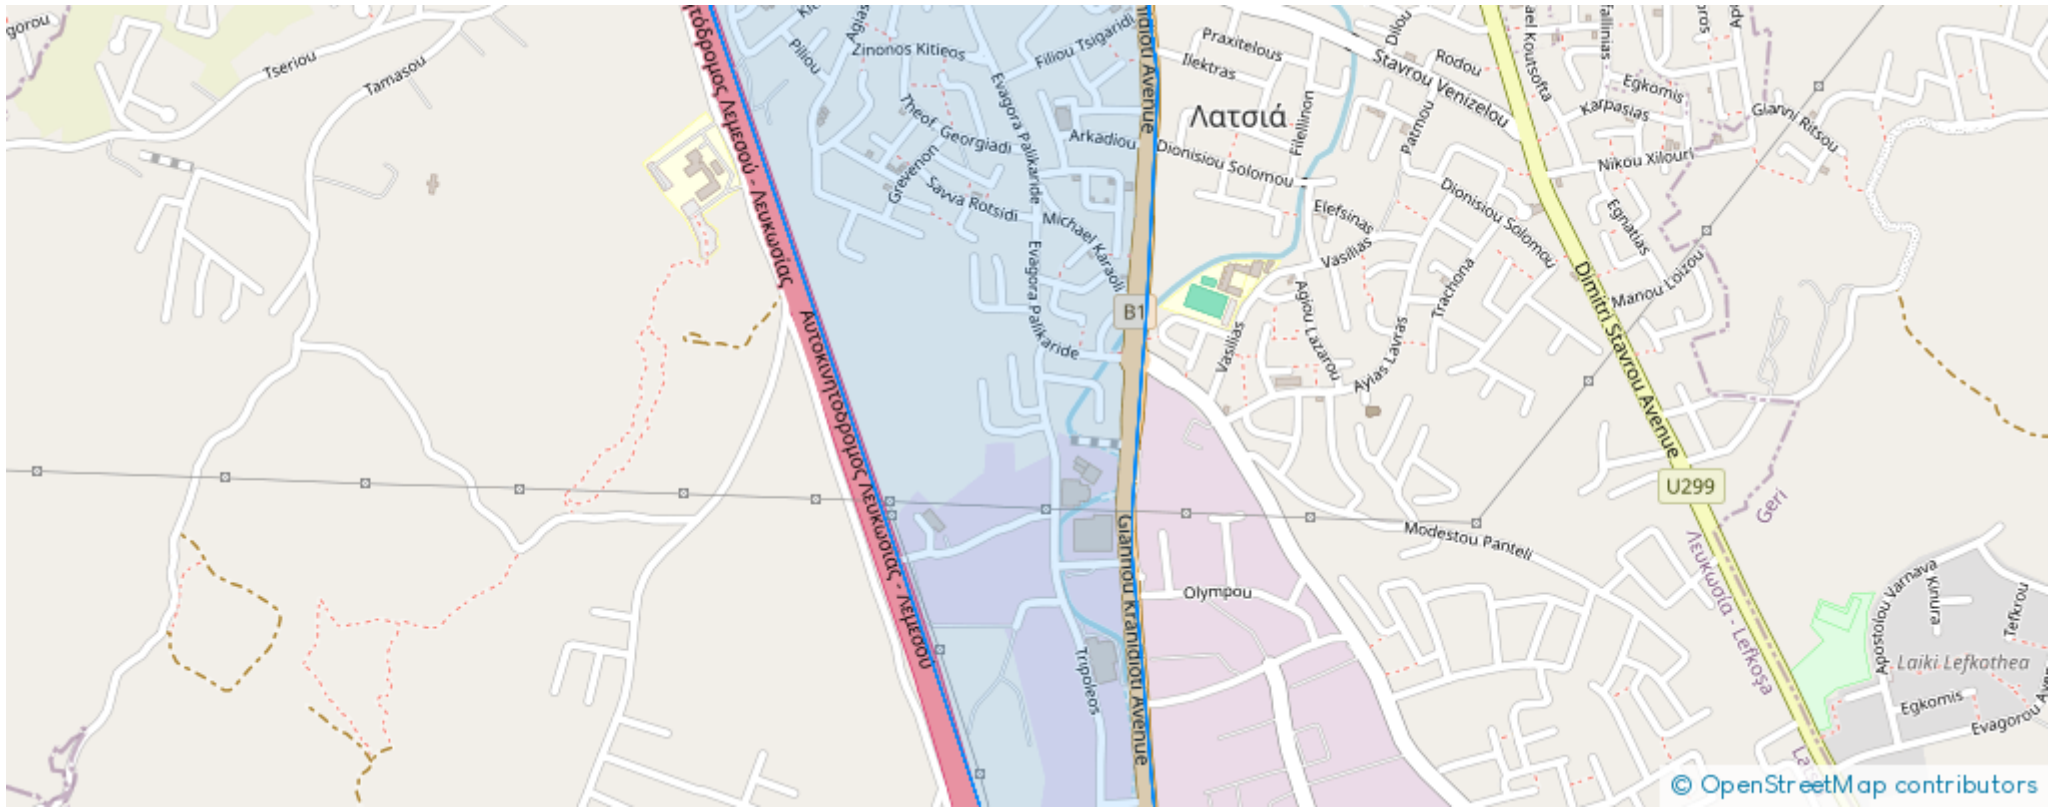 gorou
Tseriou
Tamasou
Αυτοκινητόδρομος Λεμεσού - Λευκωσίας
Piliou
Agias
Zinonos Kitieos
Evagora Palikaride
Filiou Tsigaridi
Theof. Georgiadi
Arkadiou
Grevenon
Savva Rotsidi
Michael Karaoli
Evagora Palikaride
Αυτοκινητόδρομος Λευκωσίας - Λεμεσού
Tripoleos
B1
Giannou Kranidioti Avenue
Praxitelous
Ilektras
Λατσιά
Filellinon
Dionisiou Solomou
Stavrou Venizelou
Dilou
Rodou
Patmou
Elefsinas
Vasilias
Dionisiou Solomou
Trachona
Agiou Lazarou
Vasilias
Ayias Lavras
Modestou Panteli
Olympou
Dimitri Stavrou Avenue
U299
Egkomis
Karpasias
Gianni Ritsou
Nikou Xilouri
Egnatias
Manou Loizou
Geri
Λευκωσία - Lefkoşa
Apostolou Varnava
Kinura
Tefkrou
Laiki Lefkothea
Egkomis
Evagorou Ave
© OpenStreetMap contributors